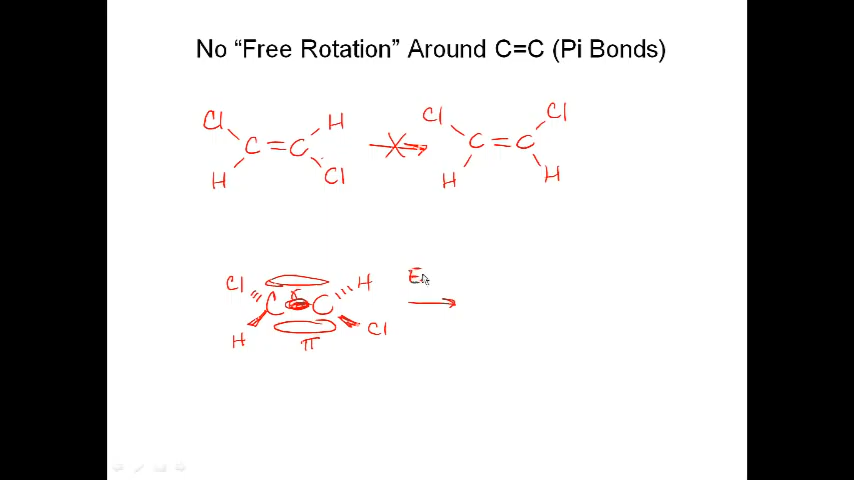 No “Free Rotation” Around C=C (Pi Bonds)
Cl H Cl Cl
C=C C=C
H Cl H H
Cl H E
C σ C
H π Cl